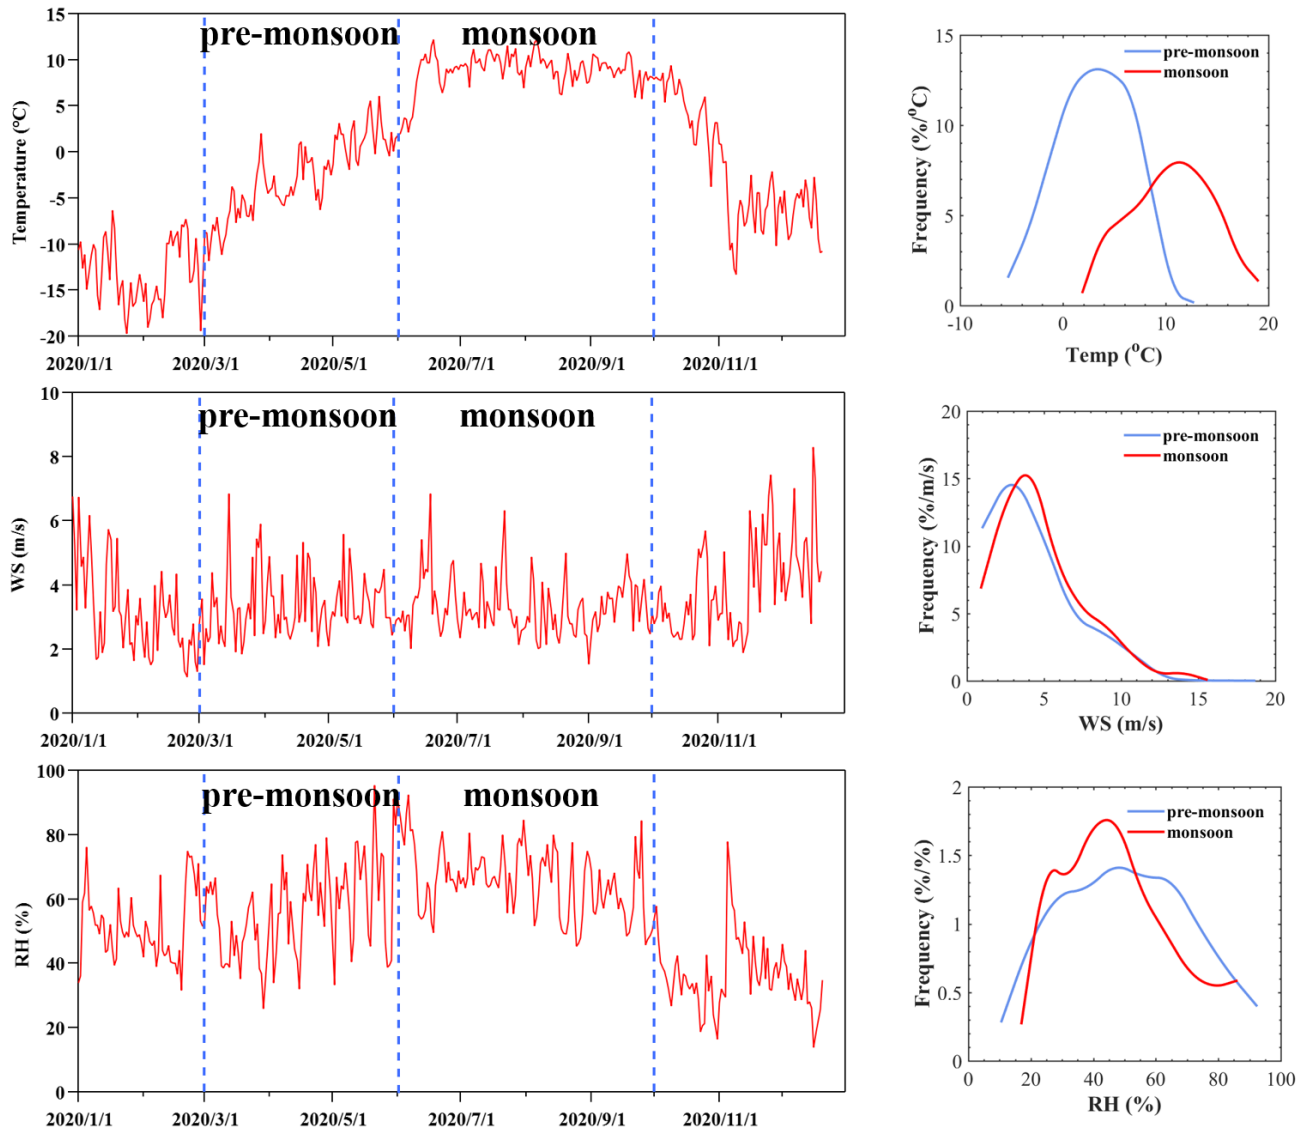 pre-monsoon monsoon
Temperature (°C)
15
10
5
0
-5
-10
-15
-20
2020/1/1 2020/3/1 2020/5/1 2020/7/1 2020/9/1 2020/11/1
pre-monsoon
monsoon
Frequency (%/°C)
15
10
5
0
-10 0 10 20
Temp (°C)
pre-monsoon monsoon
WS (m/s)
10
8
6
4
2
0
2020/1/1 2020/3/1 2020/5/1 2020/7/1 2020/9/1 2020/11/1
pre-monsoon
monsoon
Frequency (%/m/s)
20
15
10
5
0
0 5 10 15 20
WS (m/s)
pre-monsoon monsoon
RH (%)
100
80
60
40
20
0
2020/1/1 2020/3/1 2020/5/1 2020/7/1 2020/9/1 2020/11/1
pre-monsoon
monsoon
Frequency (%/%)
2
1.5
1
0.5
0
0 20 40 60 80 100
RH (%)